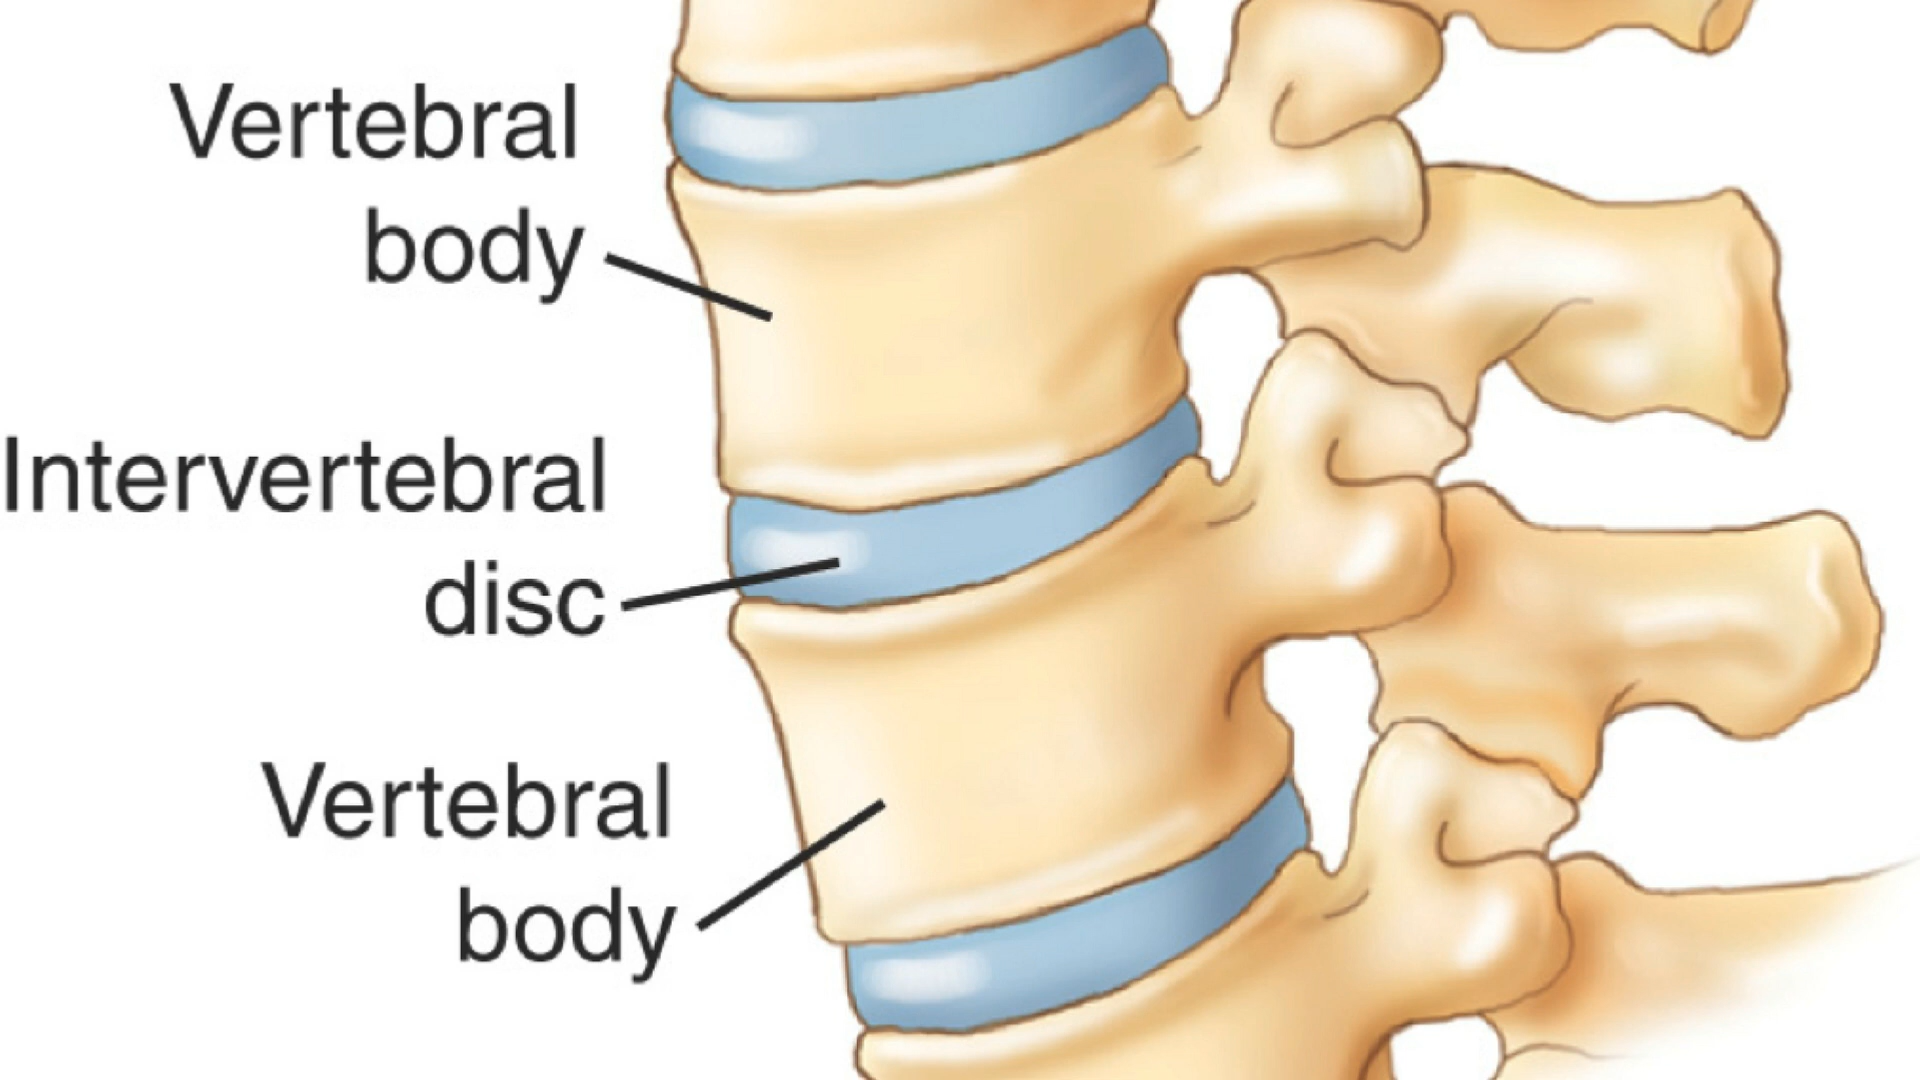 Vertebral
body
Intervertebral
disc
Vertebral
body